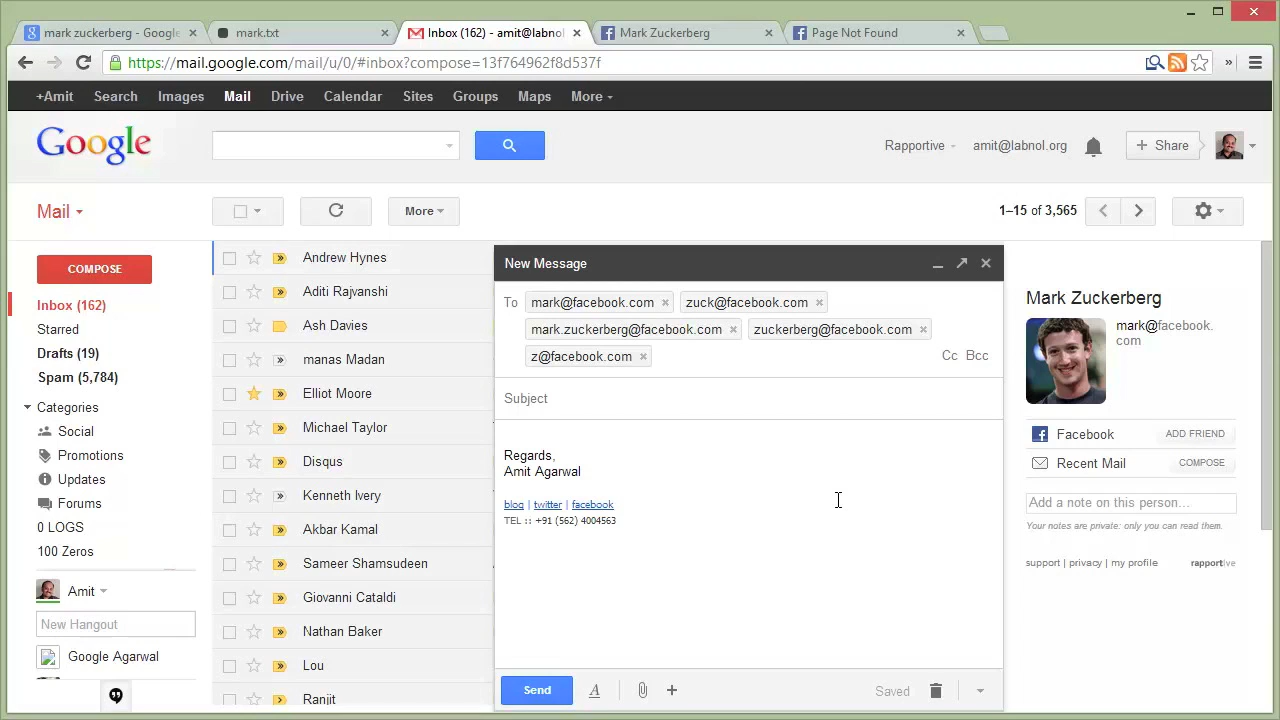 mark zuckerberg - Google
mark.txt
Inbox (162) - amit@labnol
Mark Zuckerberg
Page Not Found
https://mail.google.com/mail/u/0/#inbox?compose=13f764962f8d537f
+Amit Search Images Mail Drive Calendar Sites Groups Maps More
Google
Rapportive amit@labnol.org + Share
Mail
More
1–15 of 3,565
COMPOSE
Inbox (162)
Starred
Drafts (19)
Spam (5,784)
Categories
Social
Promotions
Updates
Forums
0 LOGS
100 Zeros
Amit
New Hangout
Google Agarwal
Andrew Hynes
Aditi Rajvanshi
Ash Davies
manas Madan
Elliot Moore
Michael Taylor
Disqus
Kenneth Ivery
Akbar Kamal
Sameer Shamsudeen
Giovanni Cataldi
Nathan Baker
Lou
Ranjit
New Message
To mark@facebook.com zuck@facebook.com
mark.zuckerberg@facebook.com zuckerberg@facebook.com
z@facebook.com Cc Bcc
Subject
Regards,
Amit Agarwal
blog | twitter | facebook
TEL :: +91 (562) 4004563
Send A Saved
Mark Zuckerberg
mark@facebook.
com
Facebook ADD FRIEND
Recent Mail COMPOSE
Add a note on this person...
Your notes are private: only you can read them.
support | privacy | my profile rapportive